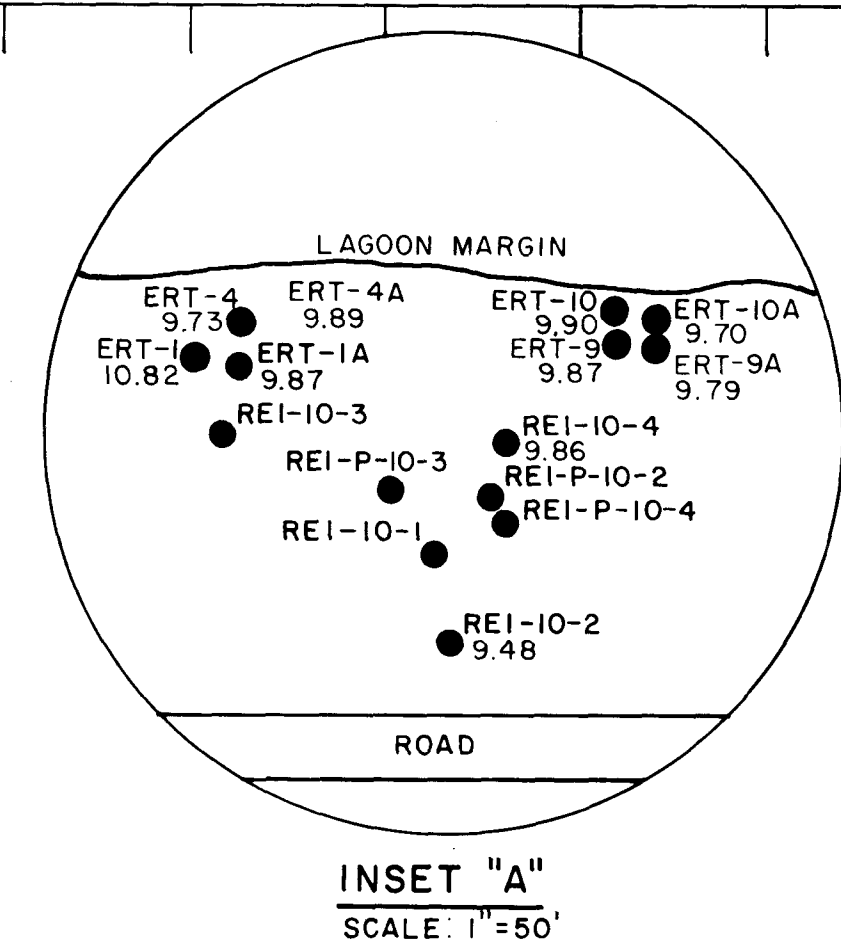 LAGOON MARGIN
ERT-4
9.73
ERT-4A
9.89
ERT-10
9.90
ERT-10A
9.70
ERT-1
10.82
ERT-1A
9.87
ERT-9
9.87
ERT-9A
9.79
REI-10-3
REI-10-4
9.86
REI-P-10-3
REI-P-10-2
REI-P-10-4
REI-10-1
REI-10-2
9.48
ROAD
INSET "A"
SCALE: 1"=50'